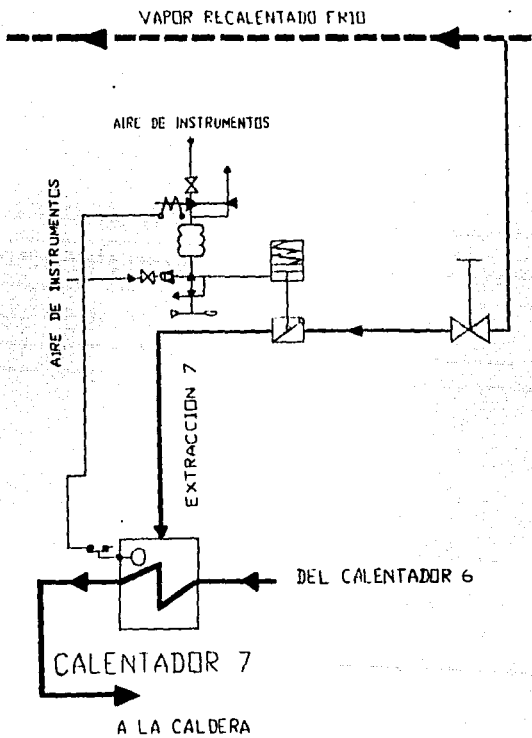 VAPOR RECALENTADO FRIO
AIRE DE INSTRUMENTOS
AIRE DE INSTRUMENTOS
EXTRACCION 7
DEL CALENTADOR 6
CALENTADOR 7
A LA CALDERA